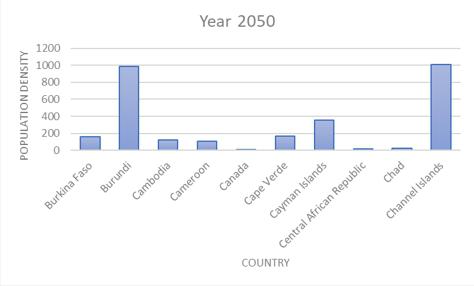 Year 2050
POPULATION DENSITY
1200
1000
800
600
400
200
0
Burkina Faso
Burundi
Cambodia
Cameroon
Canada
Cape Verde
Cayman Islands
Central African Republic
Chad
Channel Islands
COUNTRY